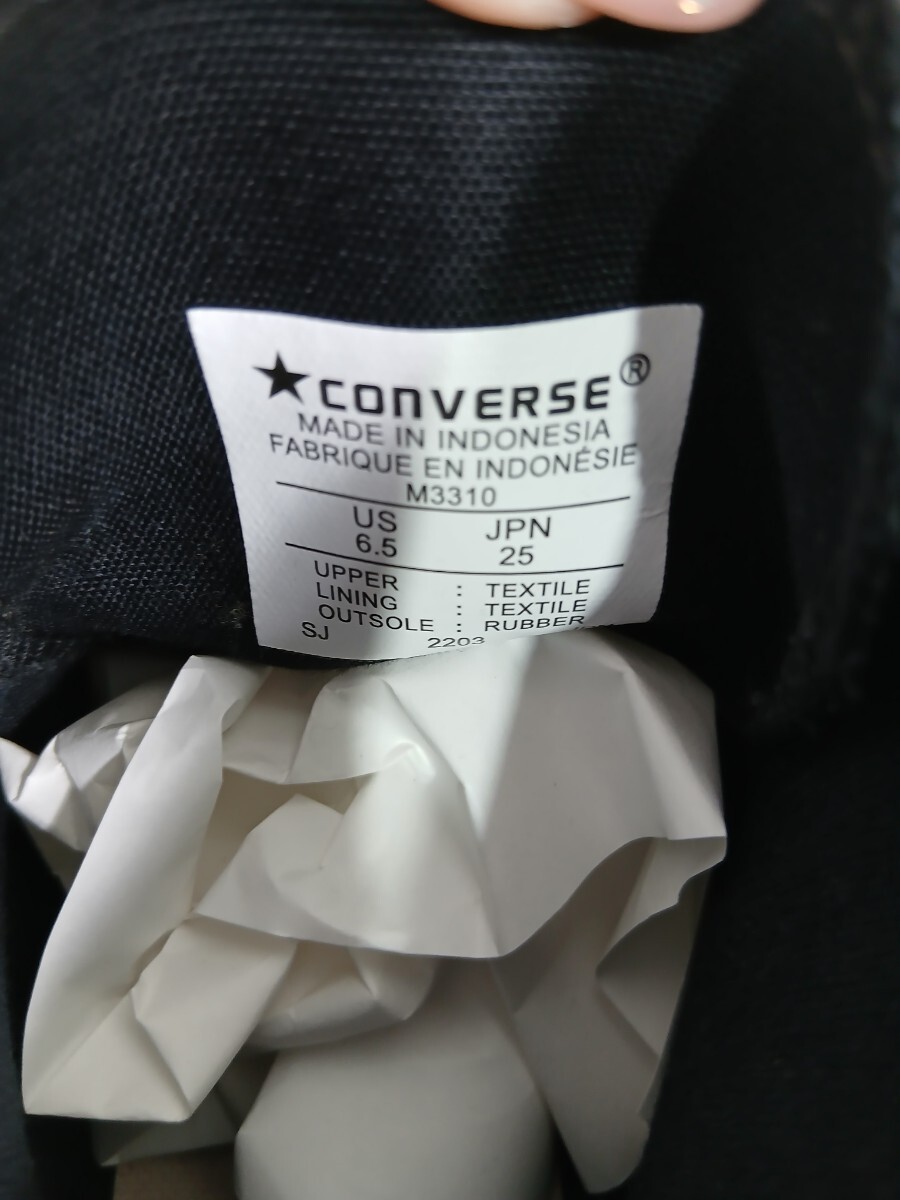 ★CONVERSE®
MADE IN INDONESIA
FABRIQUE EN INDONÉSIE
M3310
US JPN
6.5 25
UPPER : TEXTILE
LINING : TEXTILE
OUTSOLE : RUBBER
SJ 2203